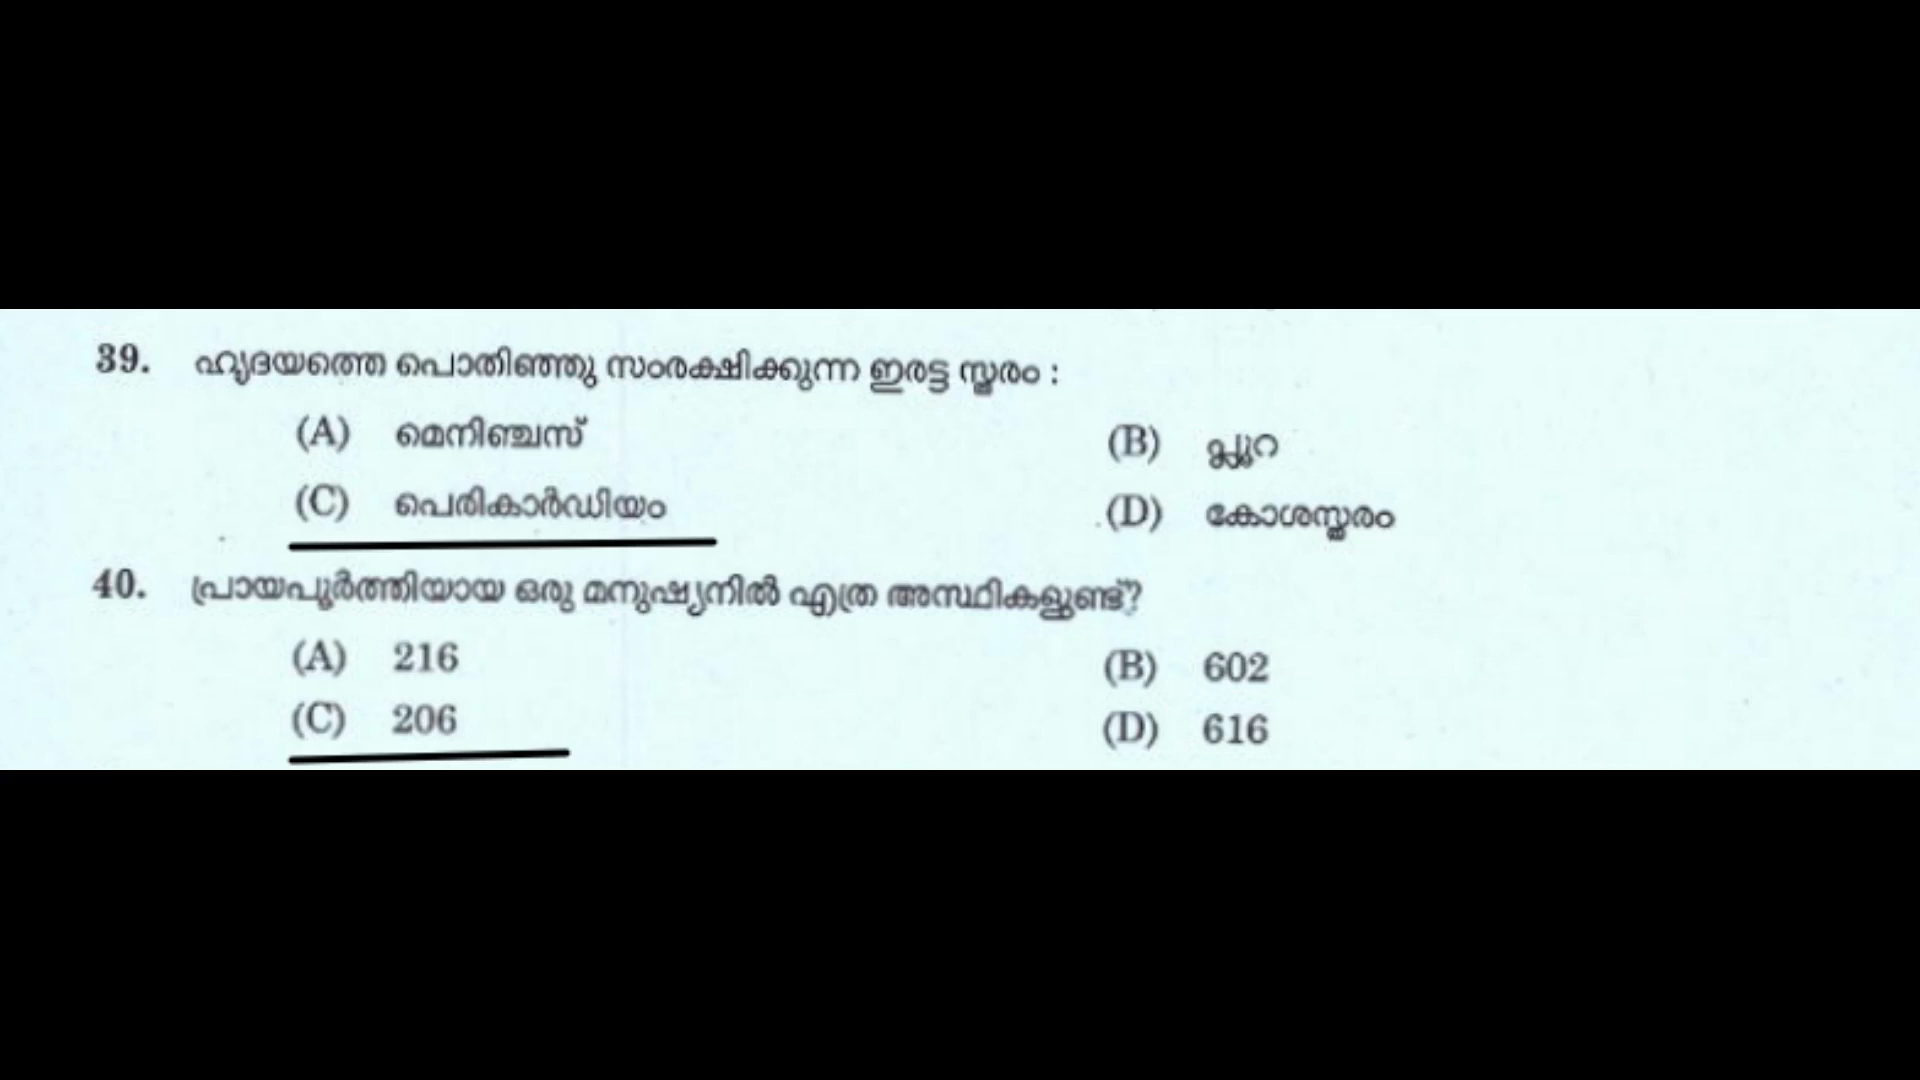 39. ഹൃദയത്തെ പൊതിഞ്ഞു സംരക്ഷിക്കുന്ന ഇരട്ട സ്തരം :
(A) മെനിഞ്ചസ് (B) പ്ലൂറ
(C) പെരികാർഡിയം (D) കോശസ്തരം
40. പ്രായപൂർത്തിയായ ഒരു മനുഷ്യനിൽ എത്ര അസ്ഥികളുണ്ട്?
(A) 216 (B) 602
(C) 206 (D) 616